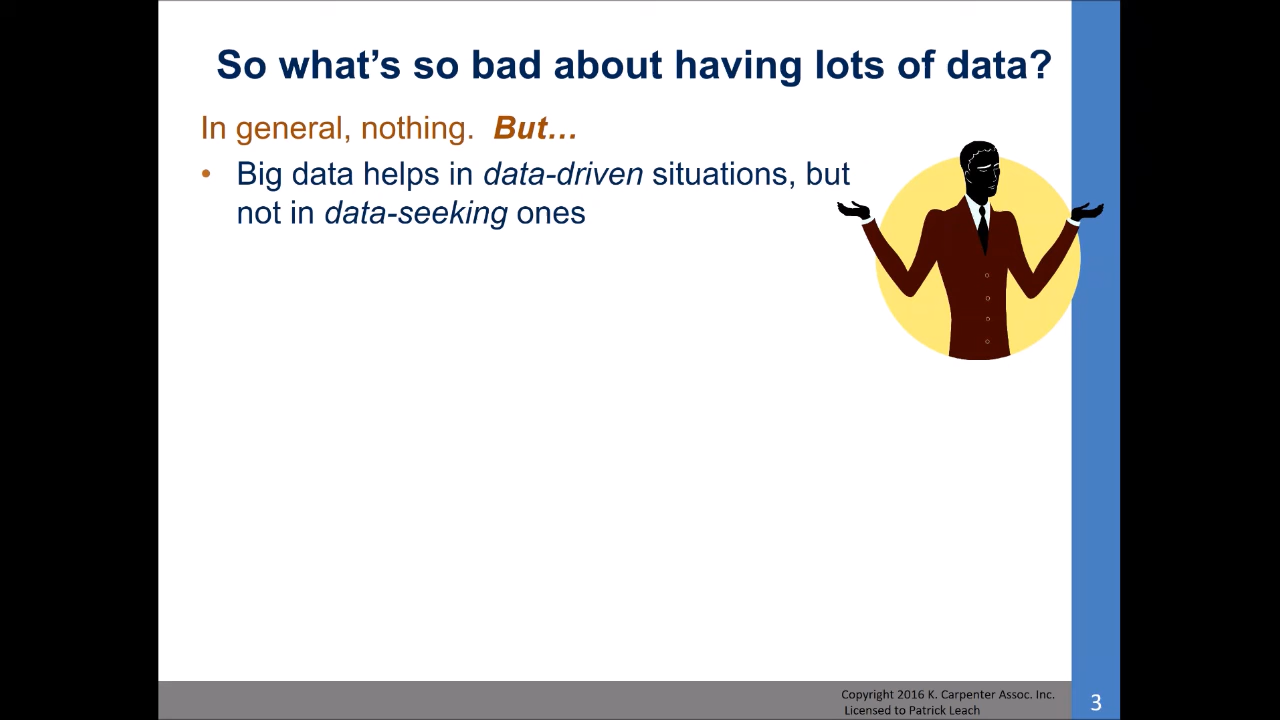 So what’s so bad about having lots of data?
In general, nothing.  But…
• Big data helps in data-driven situations, but
not in data-seeking ones
Copyright 2016 K. Carpenter Assoc. Inc.
Licensed to Patrick Leach
3